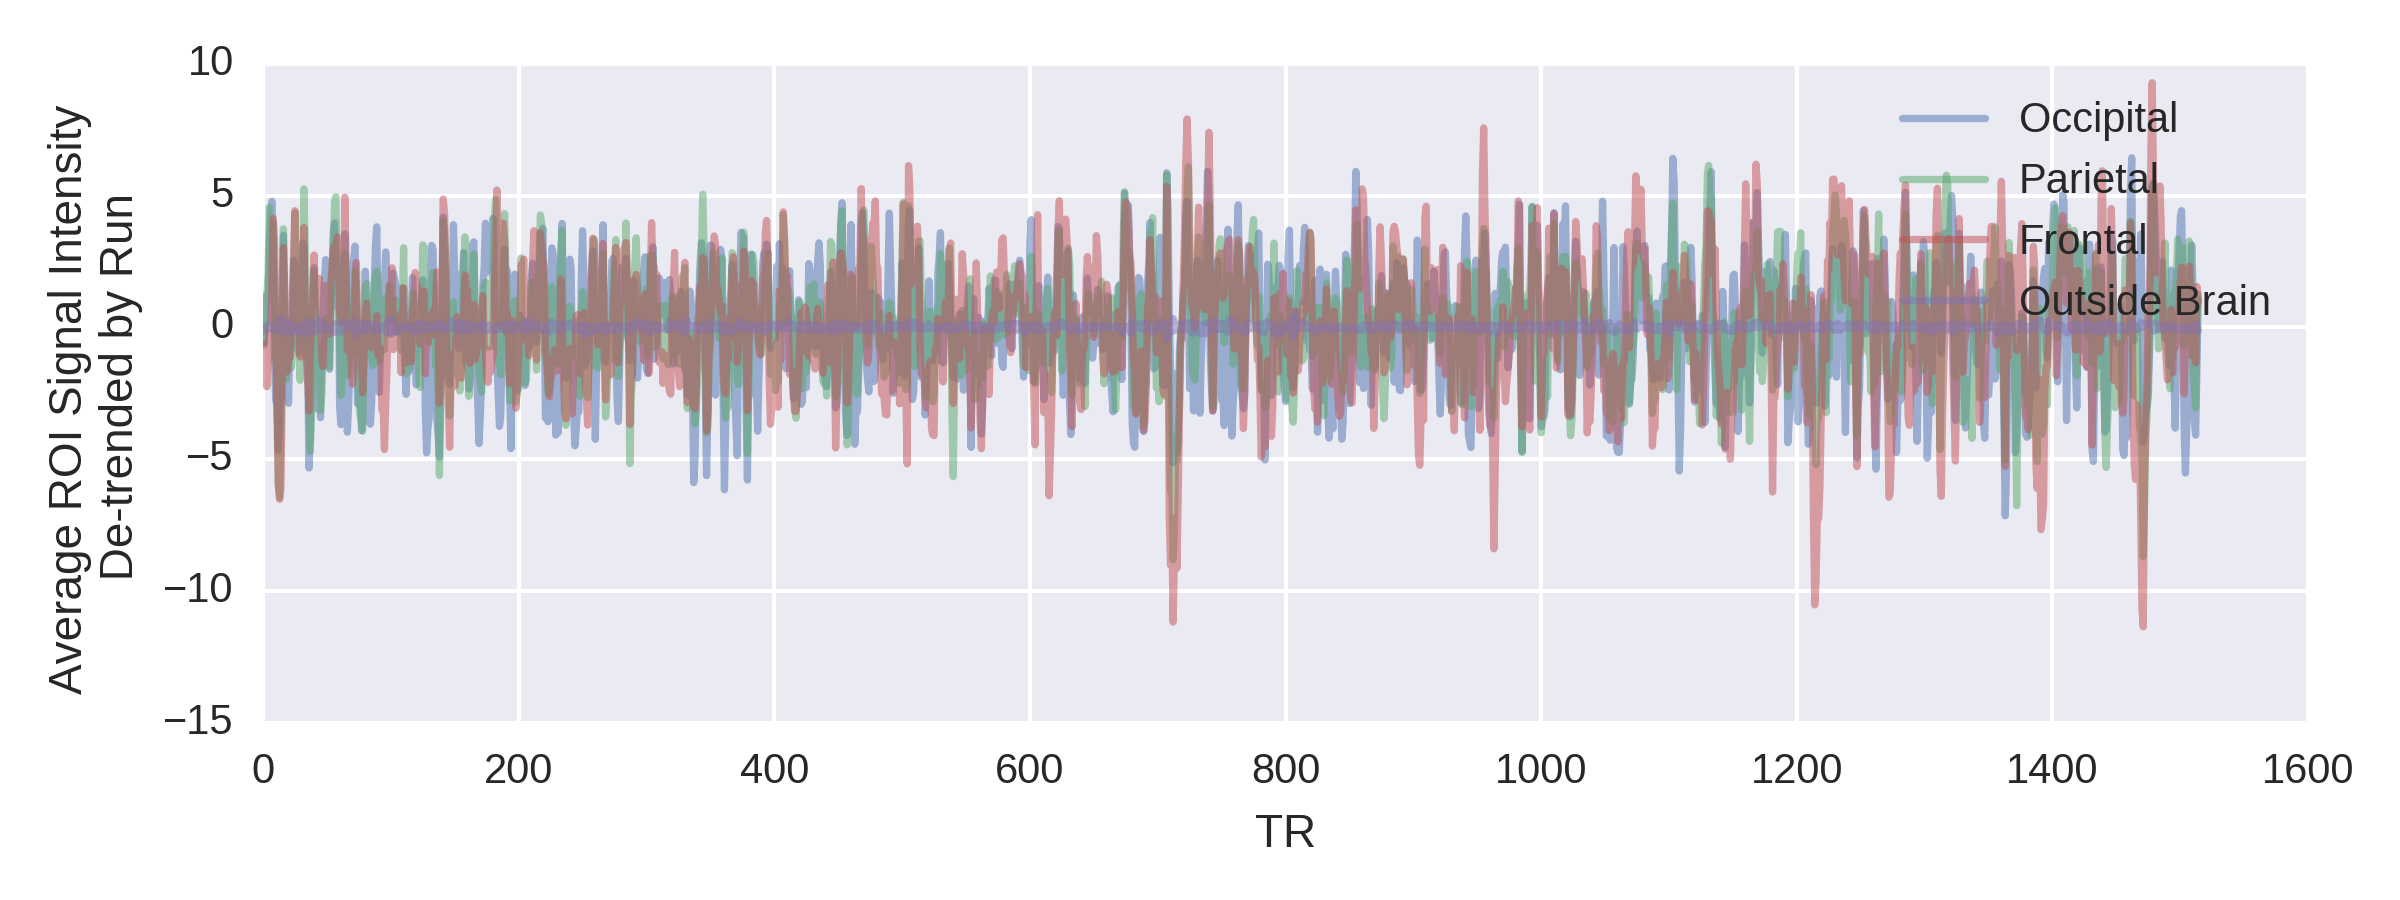 Average ROI Signal Intensity
De-trended by Run
10
5
0
−5
−10
−15
Occipital
Parietal
Frontal
Outside Brain
0 200 400 600 800 1000 1200 1400 1600
TR